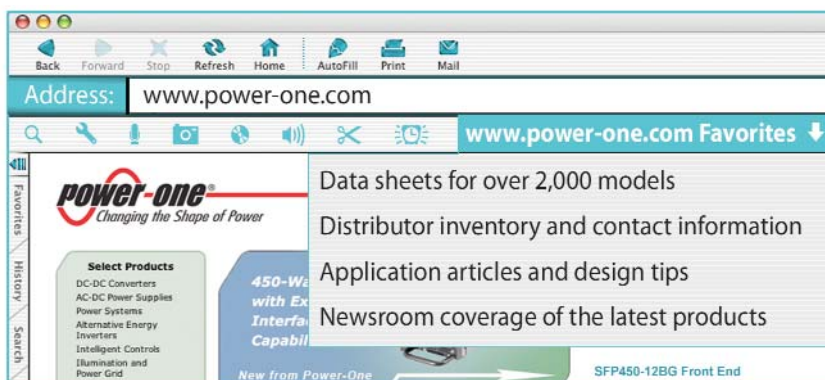 Back Forward Stop Refresh Home AutoFill Print Mail
Address: www.power-one.com
www.power-one.com Favorites
Favorites
History
Search
power-one®
Changing the Shape of Power
Data sheets for over 2,000 models
Distributor inventory and contact information
Application articles and design tips
Newsroom coverage of the latest products
Select Products
DC-DC Converters
AC-DC Power Supplies
Power Systems
Alternative Energy
Inverters
Intelligent Controls
Illumination and
Power Grid
450-Wa
with Ex
Interfa
Capabil
New from Power-One
SFP450-12BG Front End